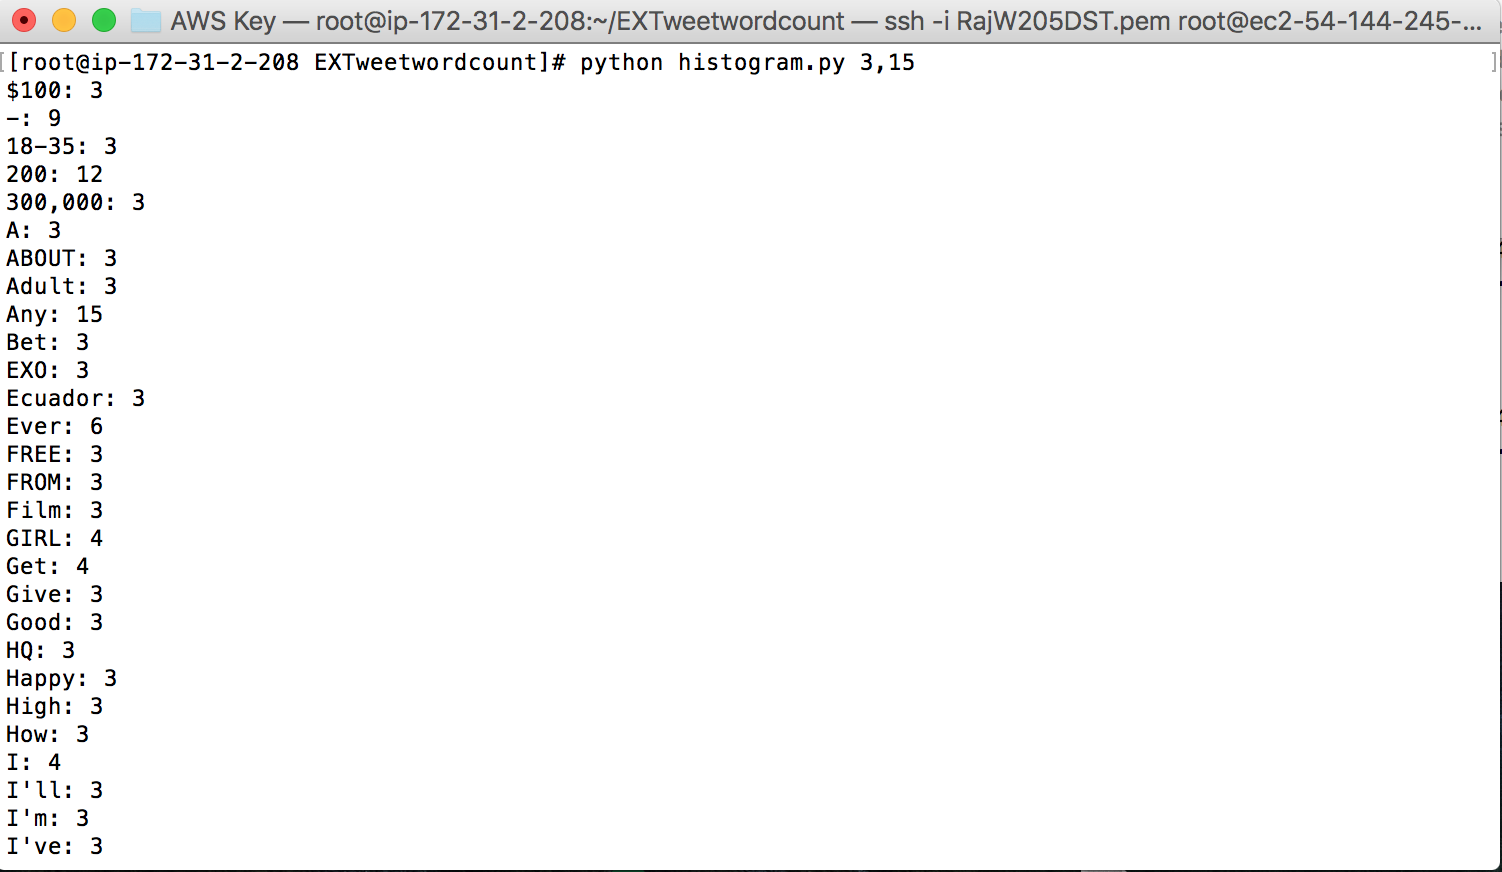 AWS Key — root@ip-172-31-2-208:~/EXTweetwordcount — ssh -i RajW205DST.pem root@ec2-54-144-245-...
[[root@ip-172-31-2-208 EXTweetwordcount]# python histogram.py 3,15 ]
$100: 3
-: 9
18-35: 3
200: 12
300,000: 3
A: 3
ABOUT: 3
Adult: 3
Any: 15
Bet: 3
EXO: 3
Ecuador: 3
Ever: 6
FREE: 3
FROM: 3
Film: 3
GIRL: 4
Get: 4
Give: 3
Good: 3
HQ: 3
Happy: 3
High: 3
How: 3
I: 4
I'll: 3
I'm: 3
I've: 3